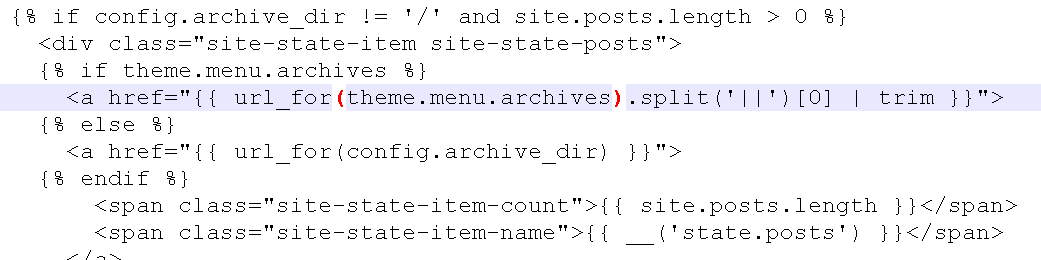 {% if config.archive_dir != '/' and site.posts.length > 0 %}
<div class="site-state-item site-state-posts">
{% if theme.menu.archives %}
<a href="{{ url_for(theme.menu.archives).split('||')[0] | trim }}">
{% else %}
<a href="{{ url_for(config.archive_dir) }}">
{% endif %}
<span class="site-state-item-count">{{ site.posts.length }}</span>
<span class="site-state-item-name">{{ __('state.posts') }}</span>
</a>